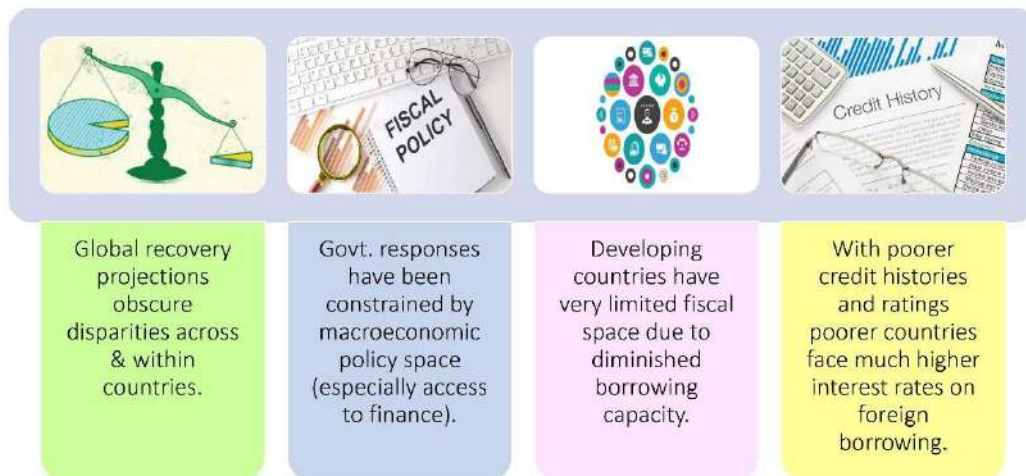 FISCAL
POLICY
Credit History
Global recovery
projections
obscure
disparities across
& within
countries.
Govt. responses
have been
constrained by
macroeconomic
policy space
(especially access
to finance).
Developing
countries have
very limited fiscal
space due to
diminished
borrowing
capacity.
With poorer
credit histories
and ratings
poorer countries
face much higher
interest rates on
foreign
borrowing.